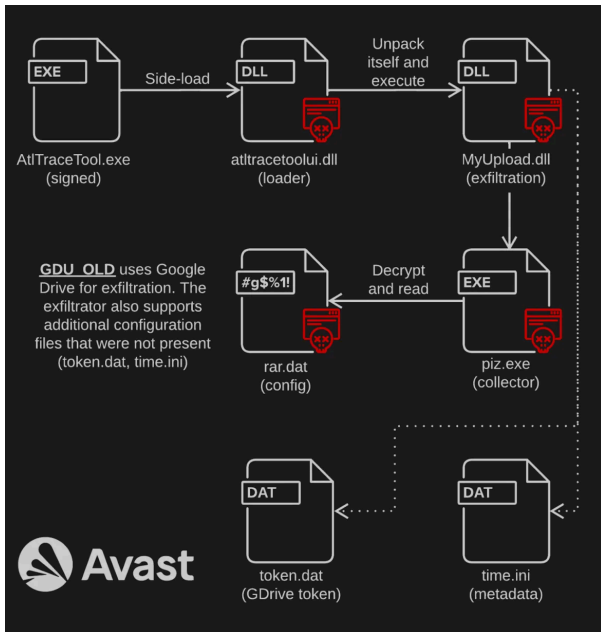 EXE
Side-load
DLL
Unpack
itself and
execute
DLL
AtlTraceTool.exe
(signed)
atltracetoolui.dll
(loader)
MyUpload.dll
(exfiltration)
GDU_OLD uses Google
Drive for exfiltration. The
exfiltrator also supports
additional configuration
files that were not present
(token.dat, time.ini)
#g$%1!
Decrypt
and read
EXE
rar.dat
(config)
piz.exe
(collector)
DAT
DAT
Avast
token.dat
(GDrive token)
time.ini
(metadata)